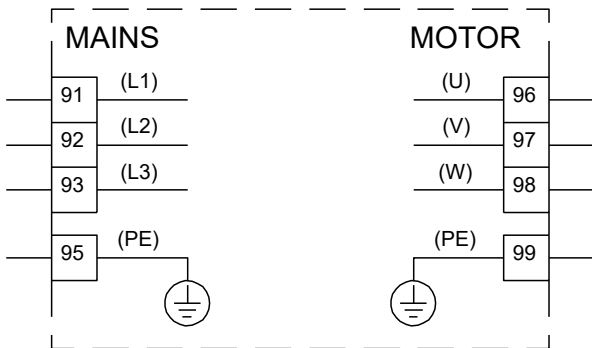 MAINS MOTOR
91 (L1) (U) 96
92 (L2) (V) 97
93 (L3) (W) 98
95 (PE) (PE) 99